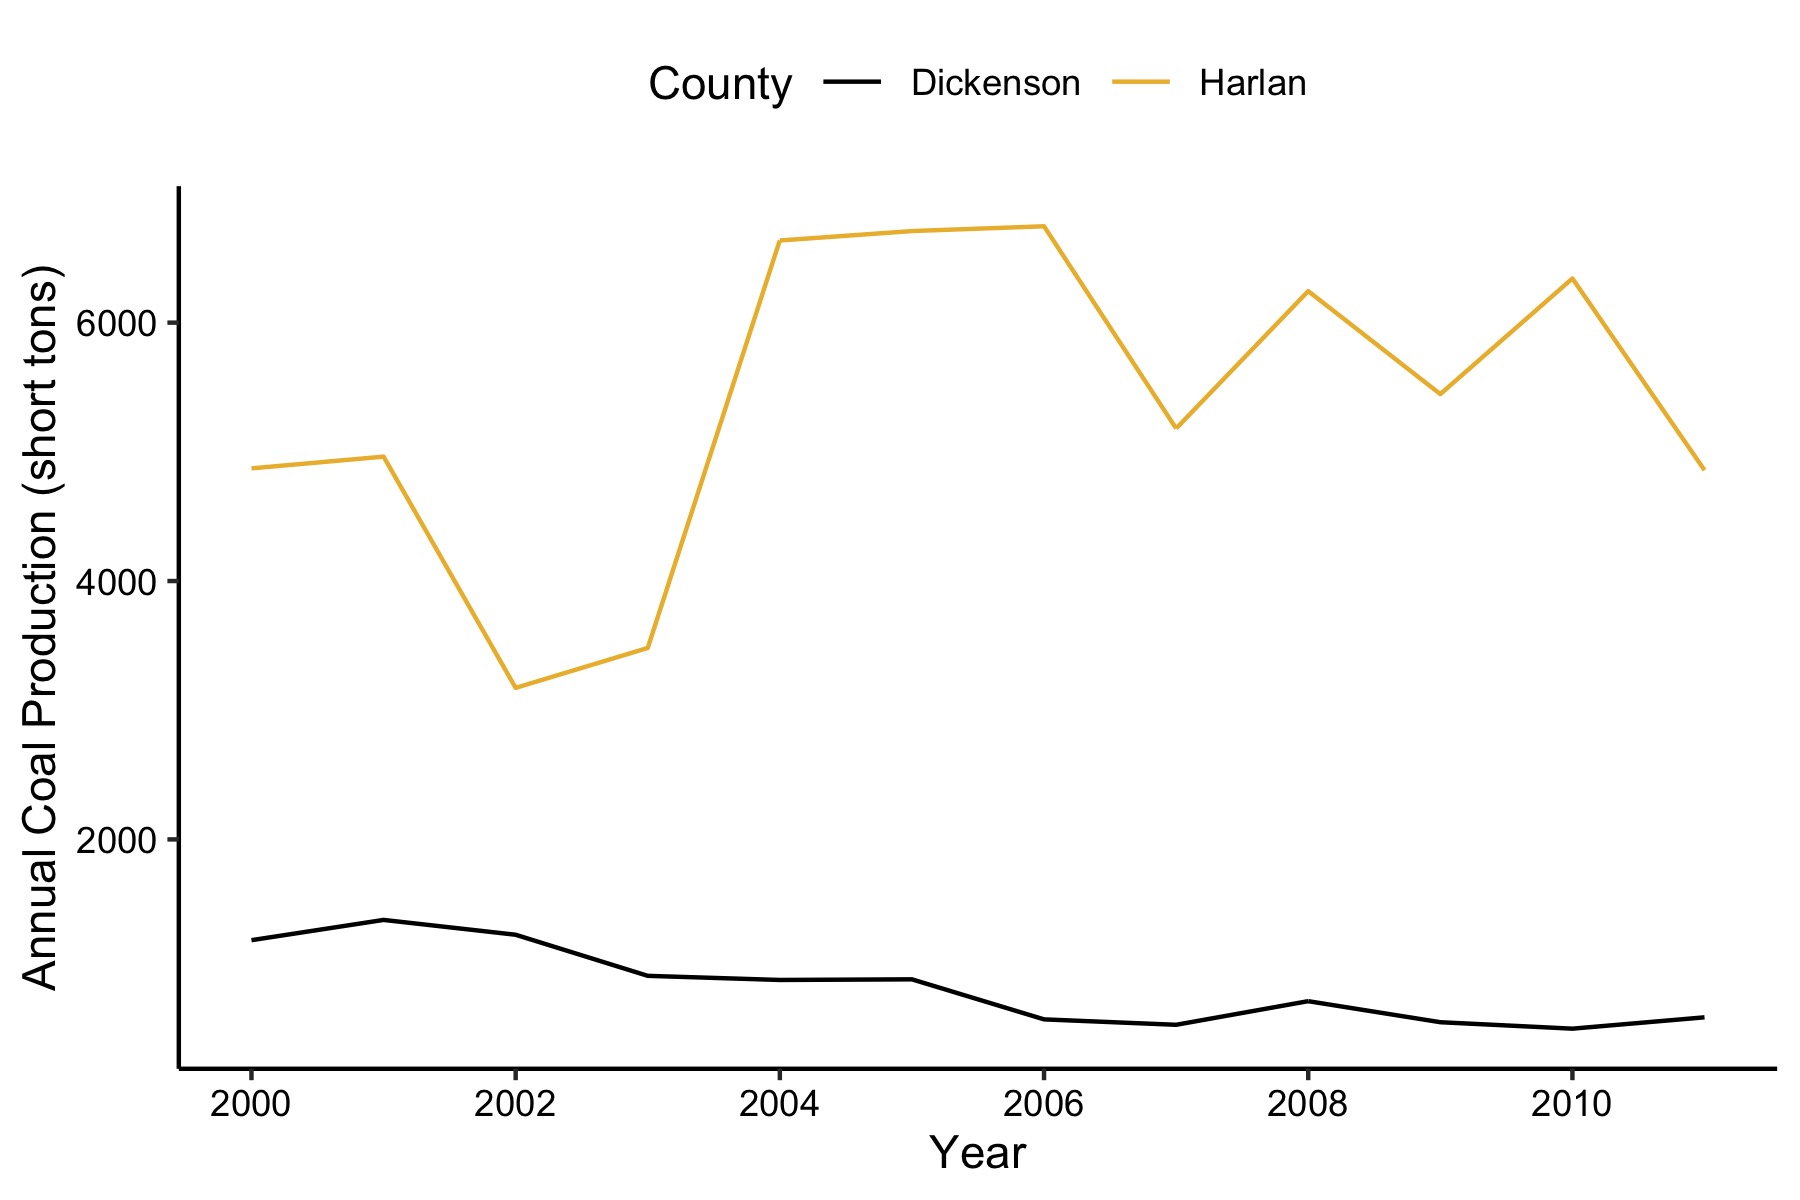 County Dickenson Harlan
Annual Coal Production (short tons)
6000
4000
2000
2000 2002 2004 2006 2008 2010
Year